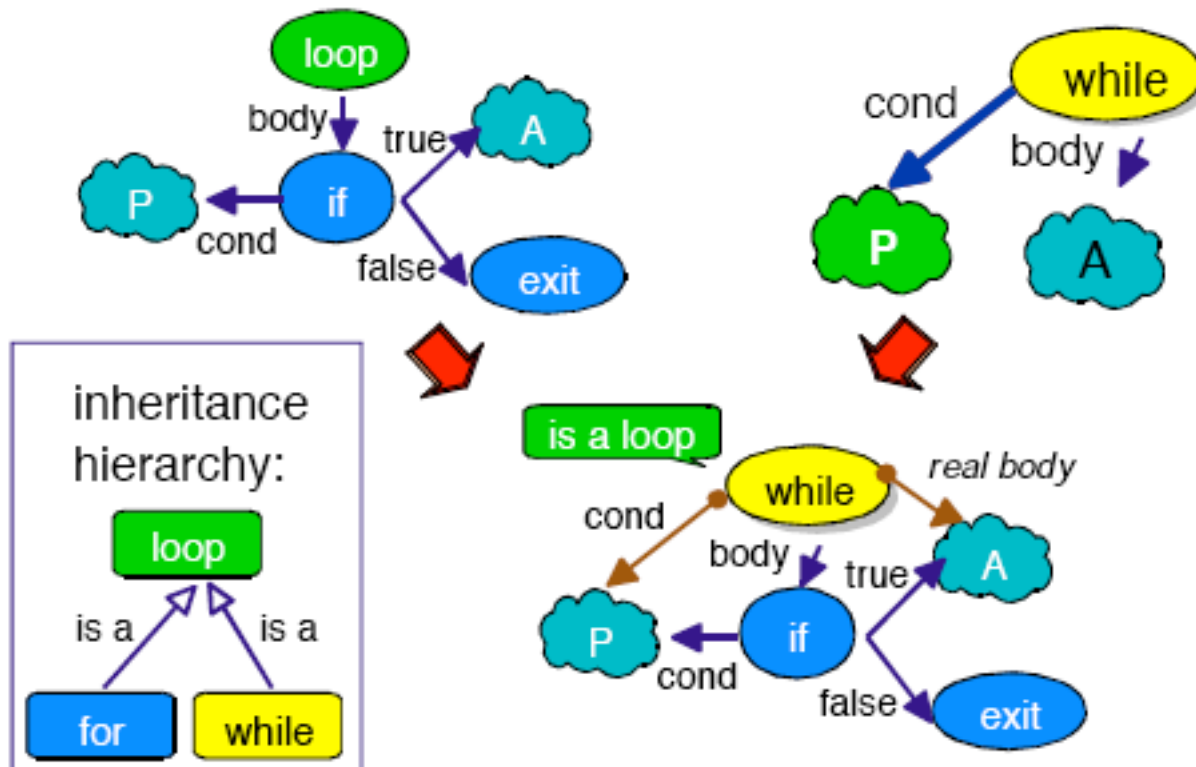 loop
body
true
A
P
cond
if
false
exit
while
cond
body
P
A
inheritance
hierarchy:
loop
is a
is a
for
while
is a loop
while
real body
cond
body
true
A
P
cond
if
false
exit